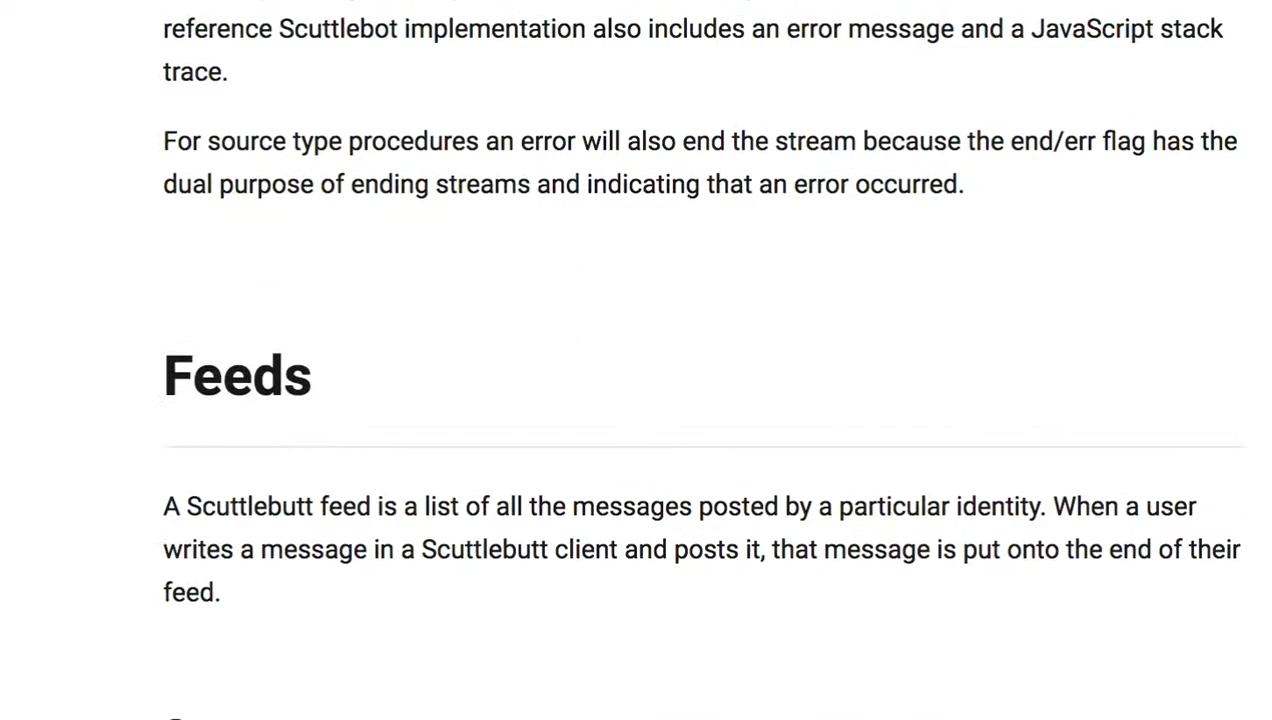 reference Scuttlebot implementation also includes an error message and a JavaScript stack
trace.
For source type procedures an error will also end the stream because the end/err flag has the
dual purpose of ending streams and indicating that an error occurred.
Feeds
A Scuttlebutt feed is a list of all the messages posted by a particular identity. When a user
writes a message in a Scuttlebutt client and posts it, that message is put onto the end of their
feed.